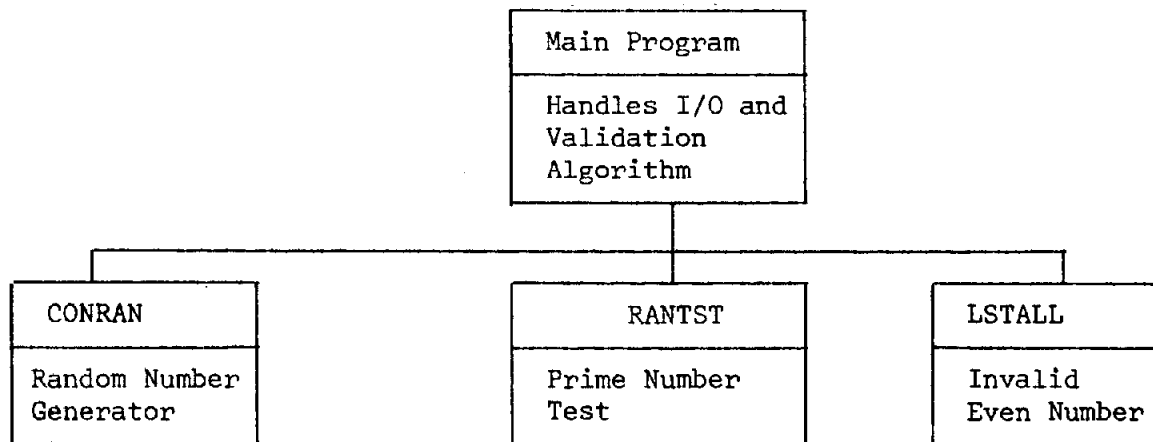 Main Program
Handles I/O and
Validation
Algorithm
CONRAN
Random Number
Generator
RANTST
Prime Number
Test
LSTALL
Invalid
Even Number